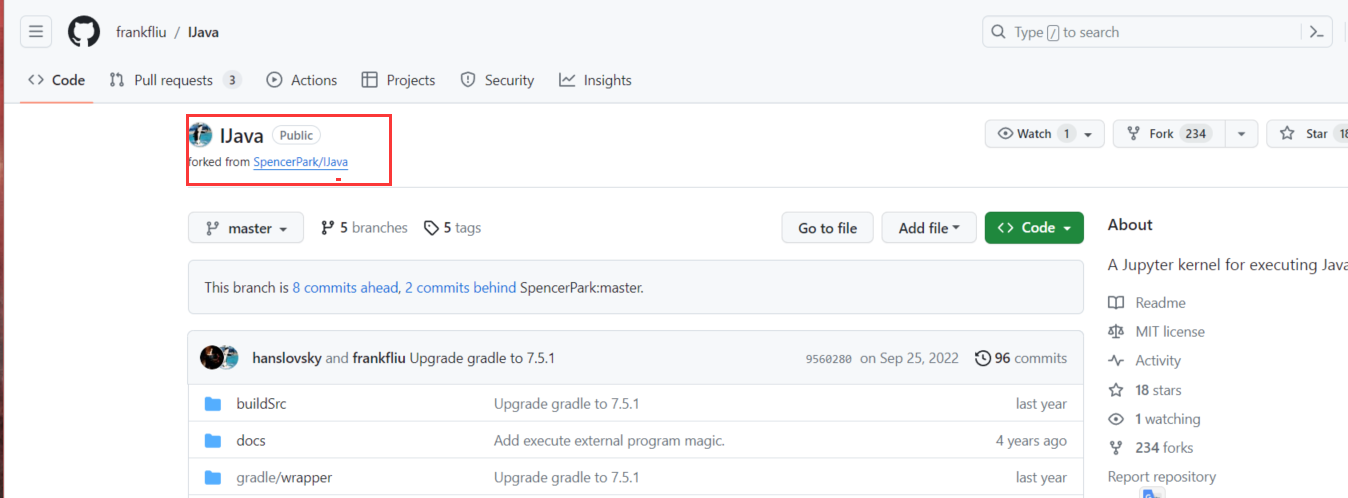 frankfliu / IJava
Type / to search
Code
Pull requests 3
Actions
Projects
Security
Insights
IJava Public
Watch 1
Fork 234
Star 18
forked from SpencerPark/IJava
master
5 branches
5 tags
Go to file
Add file
Code
About
A Jupyter kernel for executing Java
This branch is 8 commits ahead, 2 commits behind SpencerPark:master.
Readme
MIT license
Activity
18 stars
1 watching
234 forks
Report repository
hanslovsky and frankfliu Upgrade gradle to 7.5.1
9560280 on Sep 25, 2022
96 commits
buildSrc
Upgrade gradle to 7.5.1
last year
docs
Add execute external program magic.
4 years ago
gradle/wrapper
Upgrade gradle to 7.5.1
last year